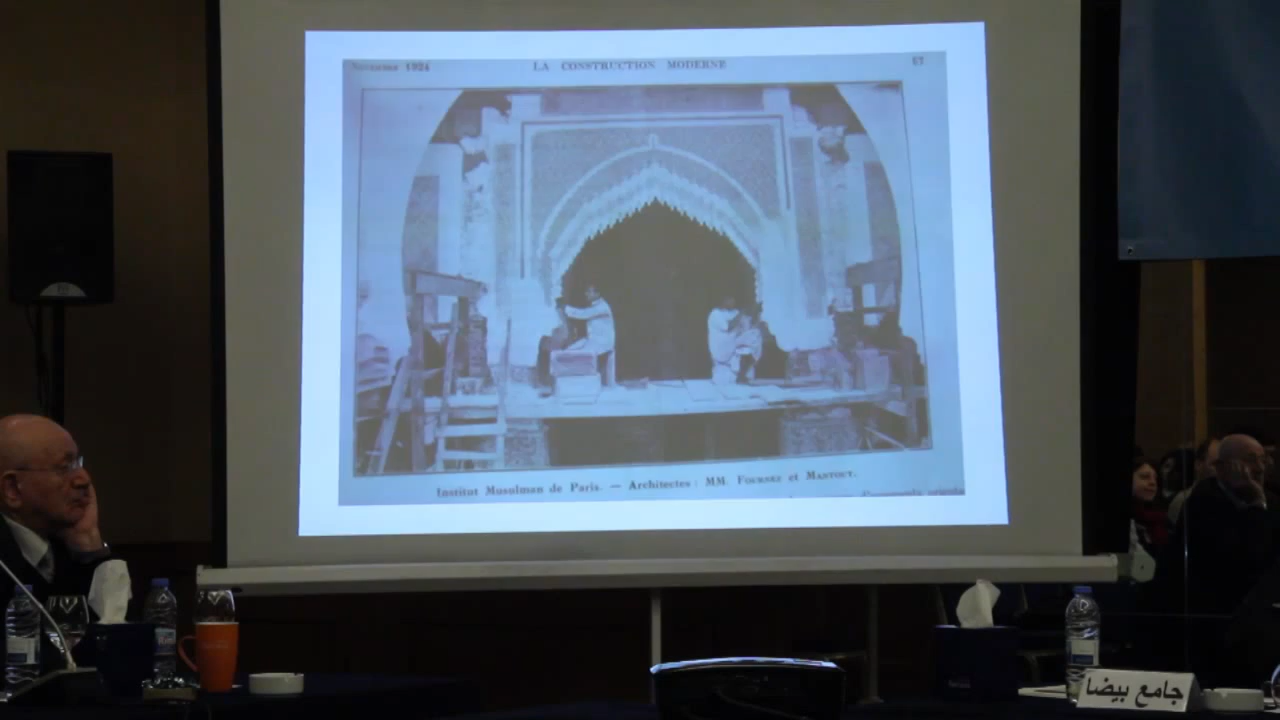 Novembre 1924 LA CONSTRUCTION MODERNE 57
Institut Musulman de Paris. — Architectes : MM. Fournez et Mantout.
جامع بيضا